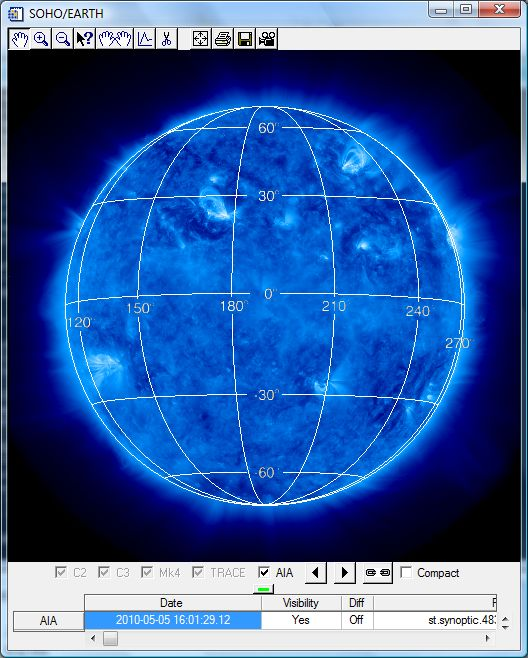 SOHO/EARTH
60°
30°
0°
120° 150° 180° 210° 240° 270°
-30°
-60°
C2 C3 Mk4 TRACE AIA Compact
Date Visibility Diff F
AIA 2010-05-05 16:01:29.12 Yes Off st.synoptic.48